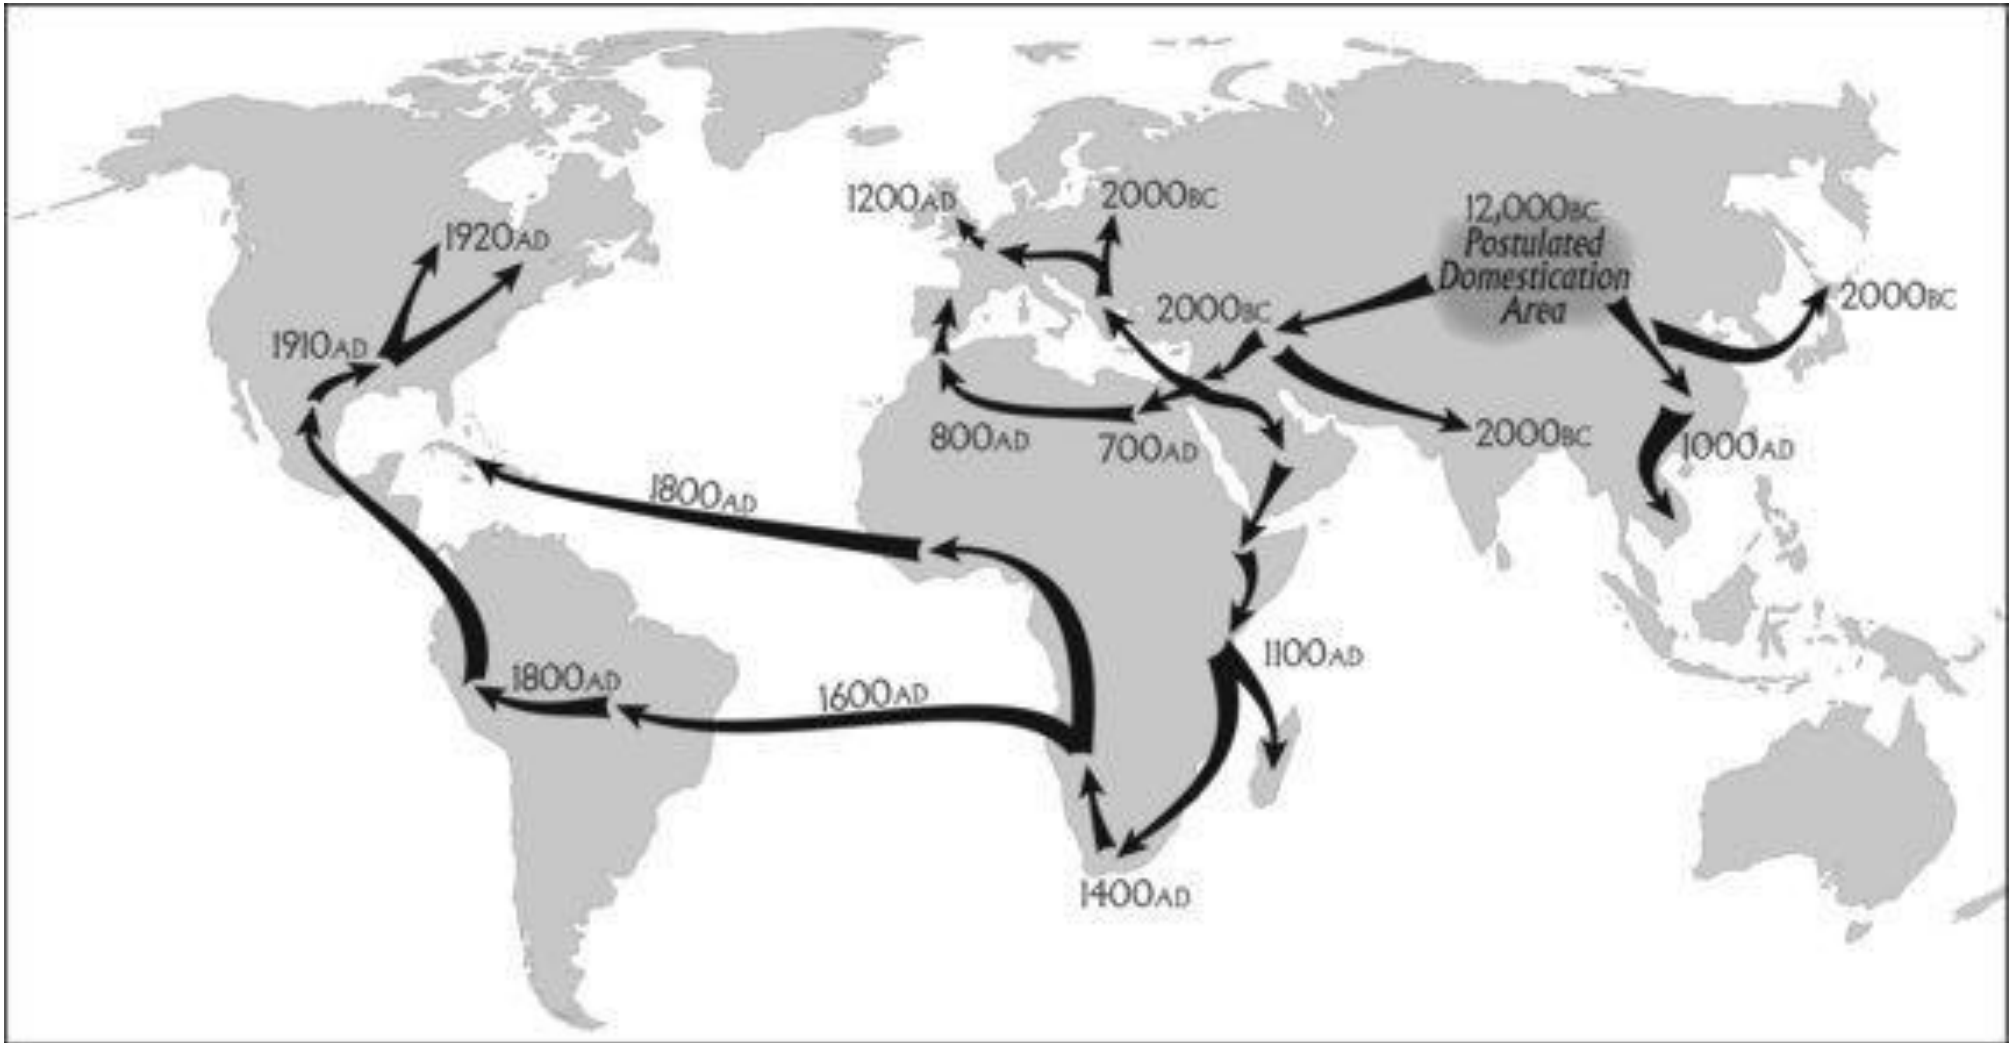 1200AD
2000BC
12,000BC
Postulated
Domestication
Area
1920AD
2000BC
2000BC
1910AD
2000BC
1000AD
800AD
700AD
1800AD
1100AD
1800AD
1600AD
1400AD